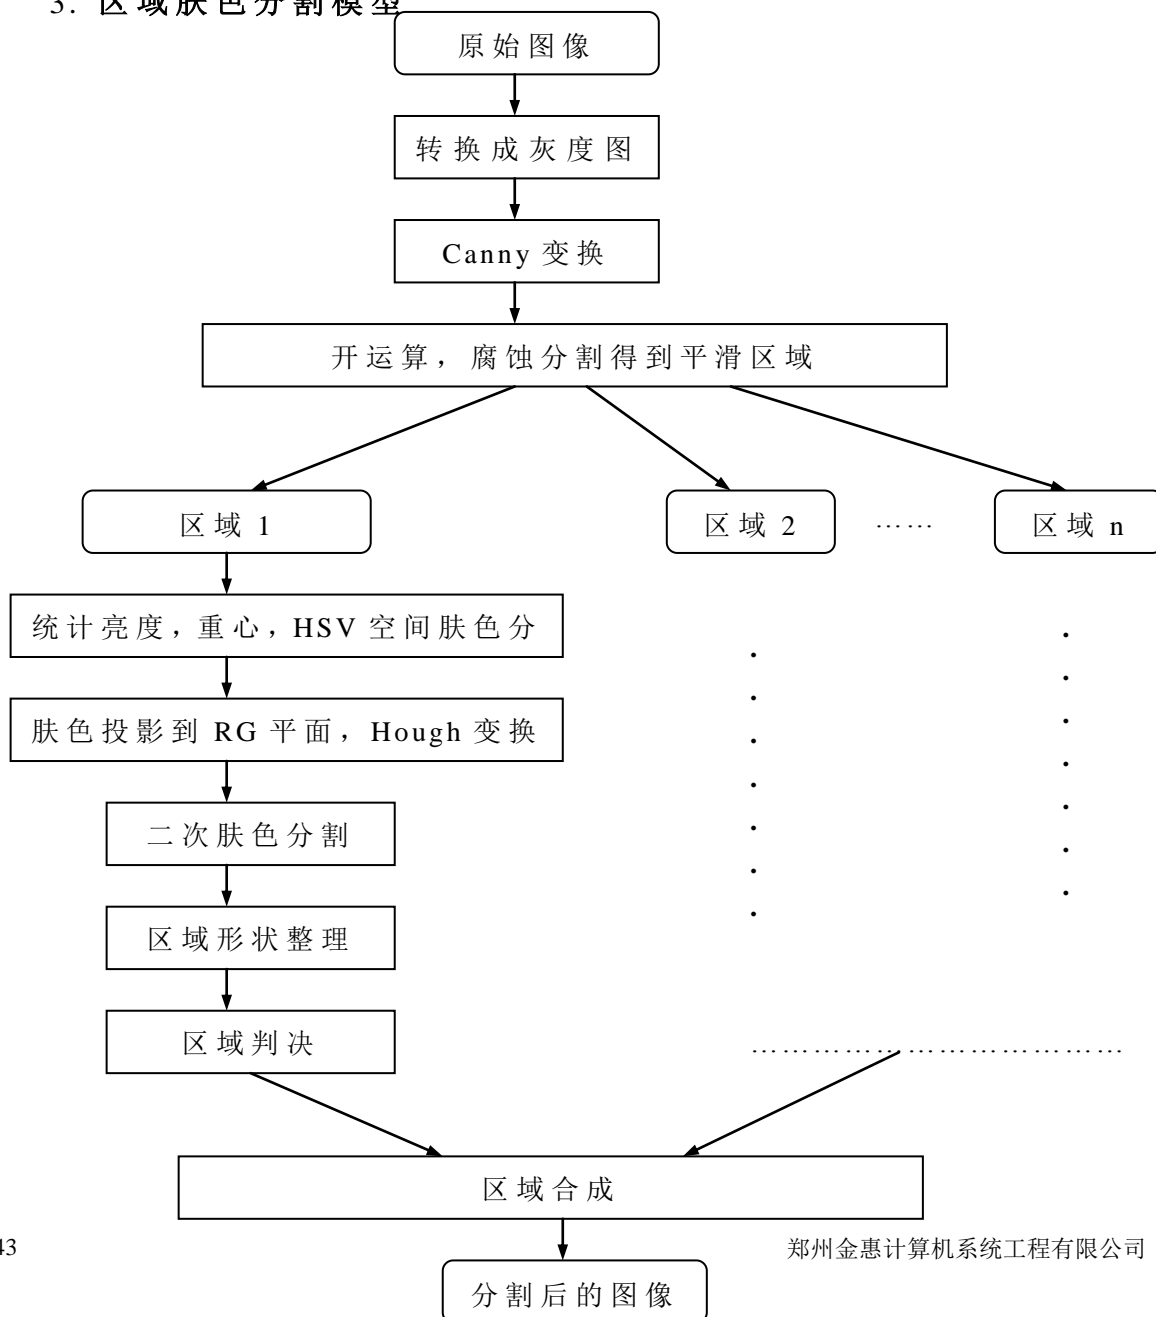 3. 区域肤色分割模型
原始图像
转换成灰度图
Canny 变换
开运算，腐蚀分割得到平滑区域
区域 1
区域 2
……
区域 n
统计亮度，重心，HSV 空间肤色分
肤色投影到 RG 平面，Hough 变换
二次肤色分割
区域形状整理
区域判决
区域合成
43
郑州金惠计算机系统工程有限公司
分割后的图像